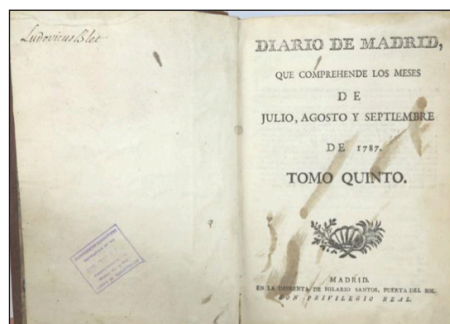 Ludovicus Blet
DIARIO DE MADRID,
QUE COMPREHENDE LOS MESES
DE
JULIO, AGOSTO Y SEPTIEMBRE
DE 1787.
TOMO QUINTO.
MADRID.
EN LA IMPRENTA DE HILARIO SANTOS, PUERTA DEL SOL,
CON PRIVILEGIO REAL.